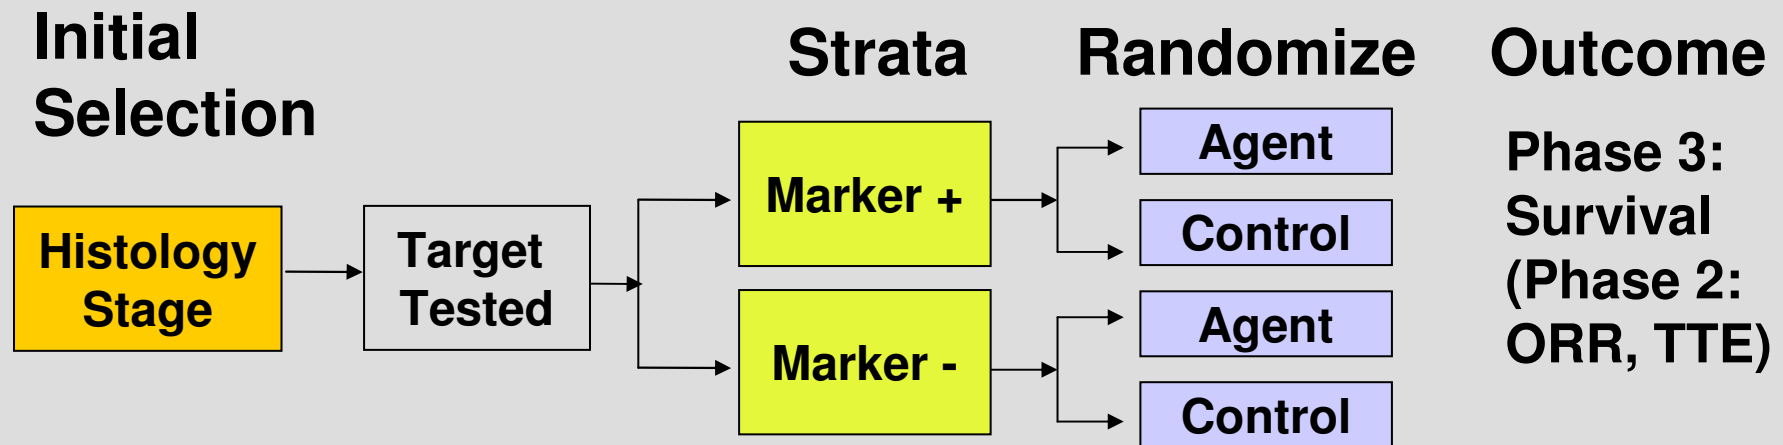 Initial
Selection
Strata
Randomize
Outcome
Histology
Stage
Target
Tested
Marker +
Marker -
Agent
Control
Agent
Control
Phase 3:
Survival
(Phase 2:
ORR, TTE)